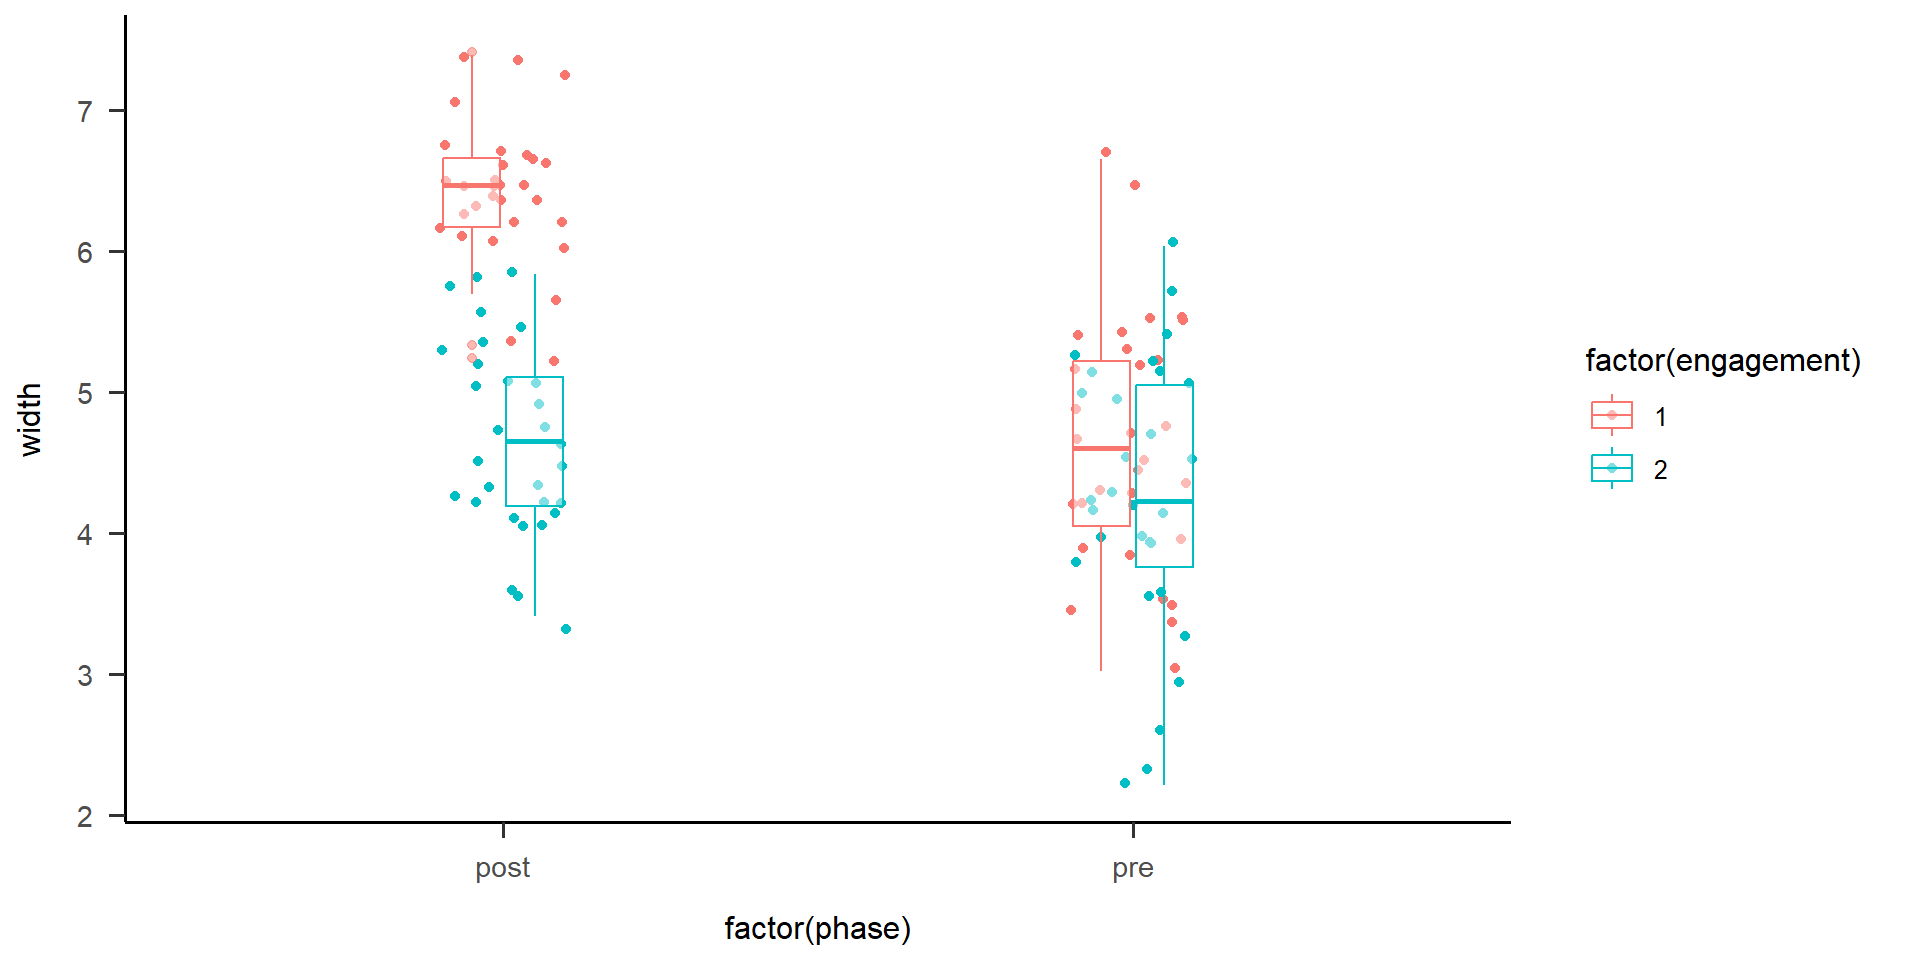 7
6
5
4
3
2
width
post
pre
factor(phase)
factor(engagement)
1
2